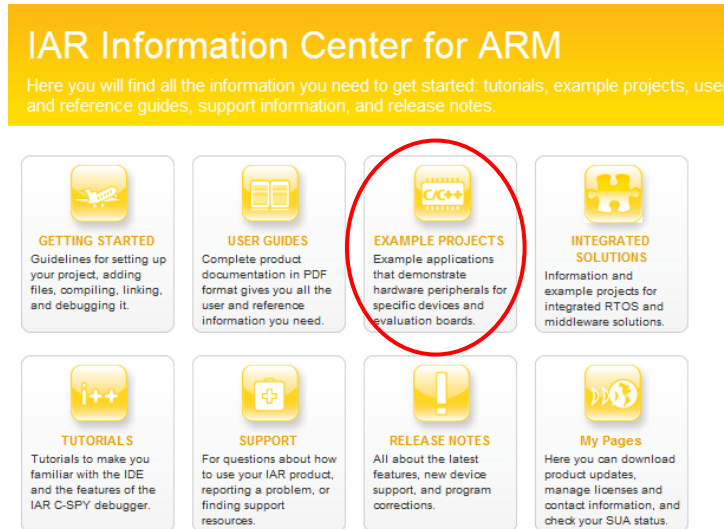 IAR Information Center for ARM
Here you will find all the information you need to get started: tutorials, example projects, use
and reference guides, support information, and release notes.
GETTING STARTED
Guidelines for setting up
your project, adding
files, compiling, linking,
and debugging it.
USER GUIDES
Complete product
documentation in PDF
format gives you all the
user and reference
information you need.
C/C++
EXAMPLE PROJECTS
Example applications
that demonstrate
hardware peripherals for
specific devices and
evaluation boards.
INTEGRATED
SOLUTIONS
Information and
example projects for
integrated RTOS and
middleware solutions.
i++
TUTORIALS
Tutorials to make you
familiar with the IDE
and the features of the
IAR C-SPY debugger.
SUPPORT
For questions about how
to use your IAR product,
reporting a problem, or
finding support
resources.
RELEASE NOTES
All about the latest
features, new device
support, and program
corrections.
My Pages
Here you can download
product updates,
manage licenses and
contact information, and
check your SUA status.